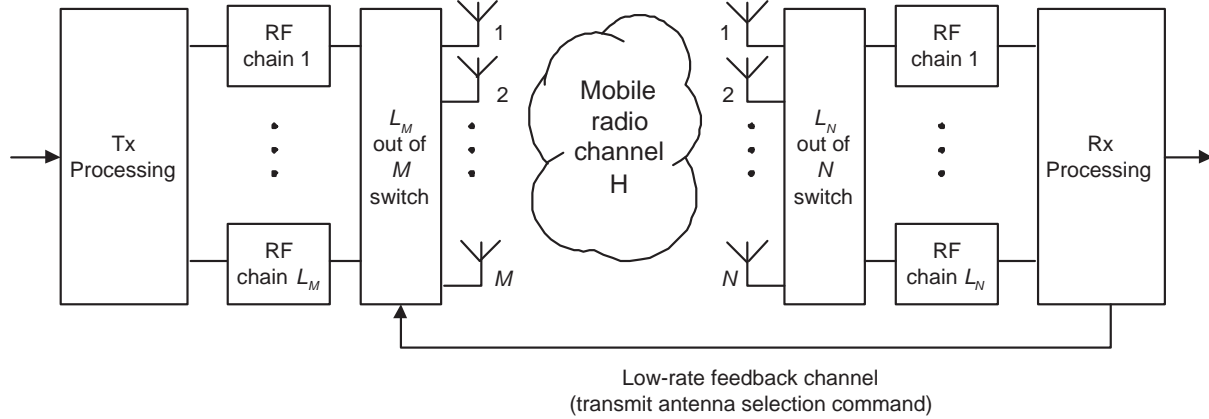 Tx
Processing
RF
chain 1
RF
chain L_M
L_M
out of
M
switch
1
2
M
Mobile
radio
channel
H
1
2
N
L_N
out of
N
switch
RF
chain 1
RF
chain L_N
Rx
Processing
Low-rate feedback channel
(transmit antenna selection command)